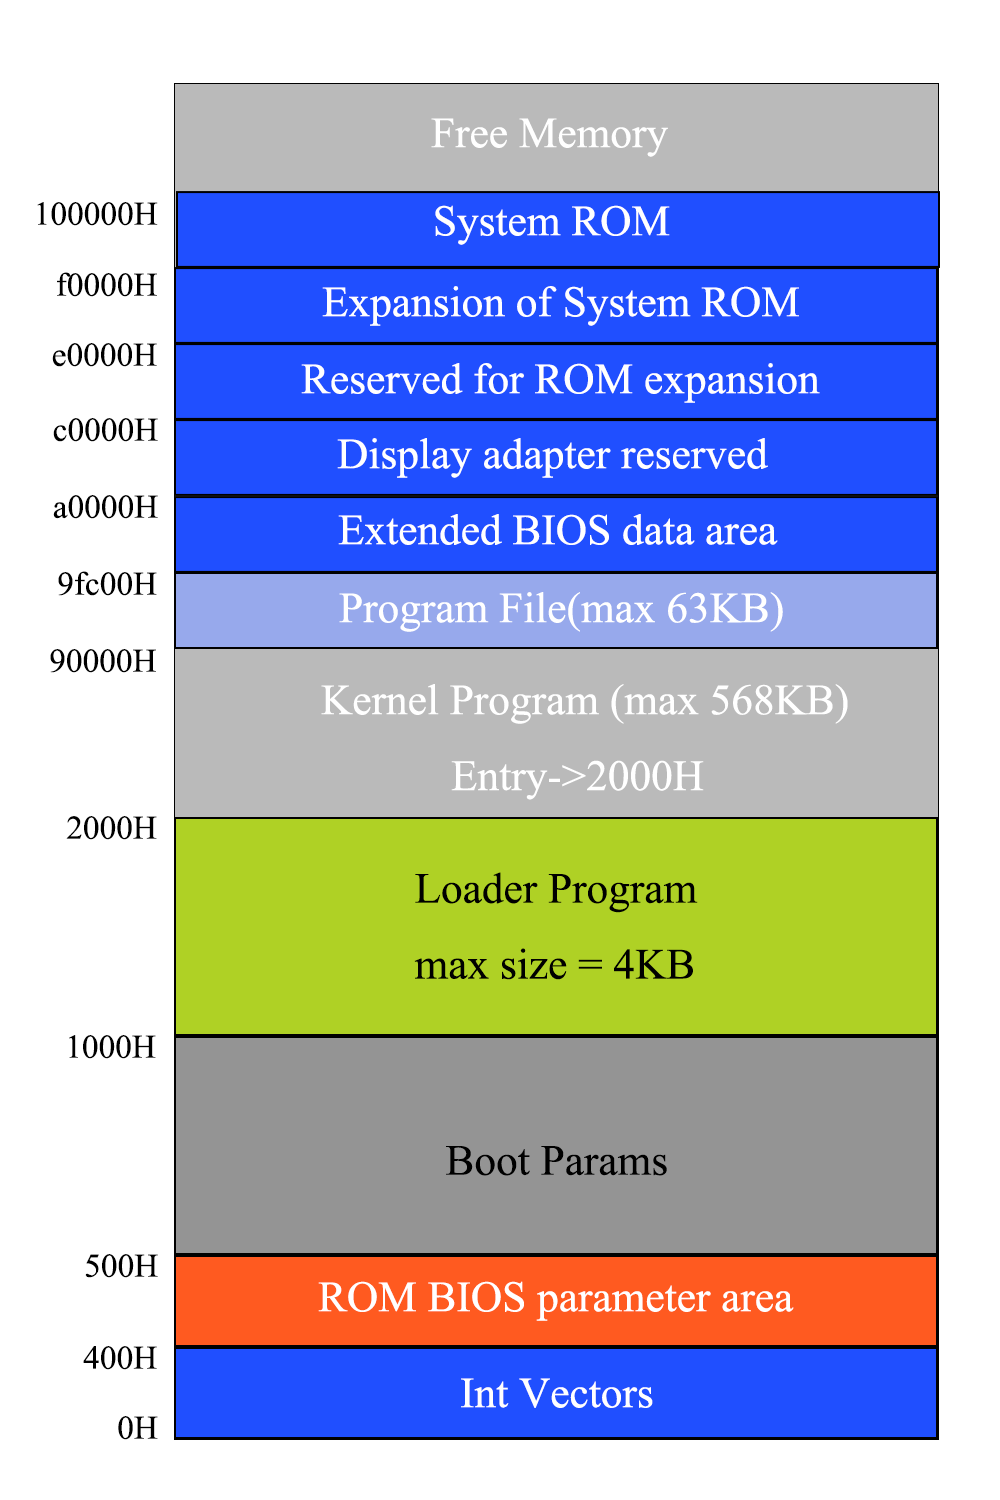 Free Memory
100000H
System ROM
f0000H
Expansion of System ROM
e0000H
Reserved for ROM expansion
c0000H
Display adapter reserved
a0000H
Extended BIOS data area
9fc00H
Program File(max 63KB)
90000H
Kernel Program (max 568KB)
Entry->2000H
2000H
Loader Program
max size = 4KB
1000H
Boot Params
500H
ROM BIOS parameter area
400H
Int Vectors
0H